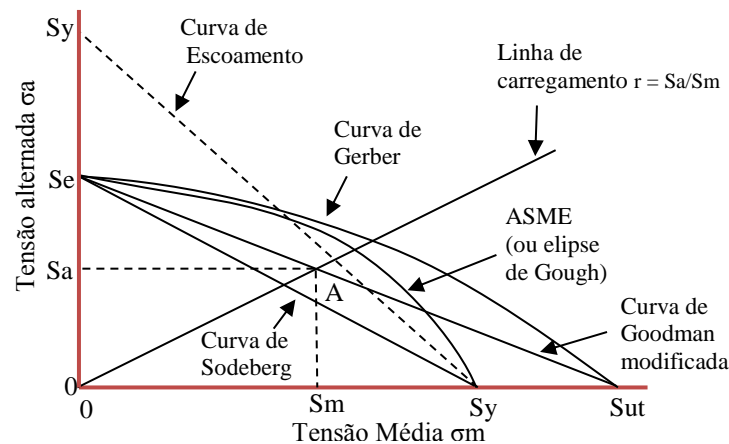 Sy
Curva de
Escoamento
Linha de
carregamento r = Sa/Sm
Curva de
Gerber
Tensão alternada σa
Se
ASME
(ou elipse
de Gough)
Sa
A
Curva de
Goodman
modificada
Curva de
Sodeberg
0
0
Sm
Sy
Sut
Tensão Média σm